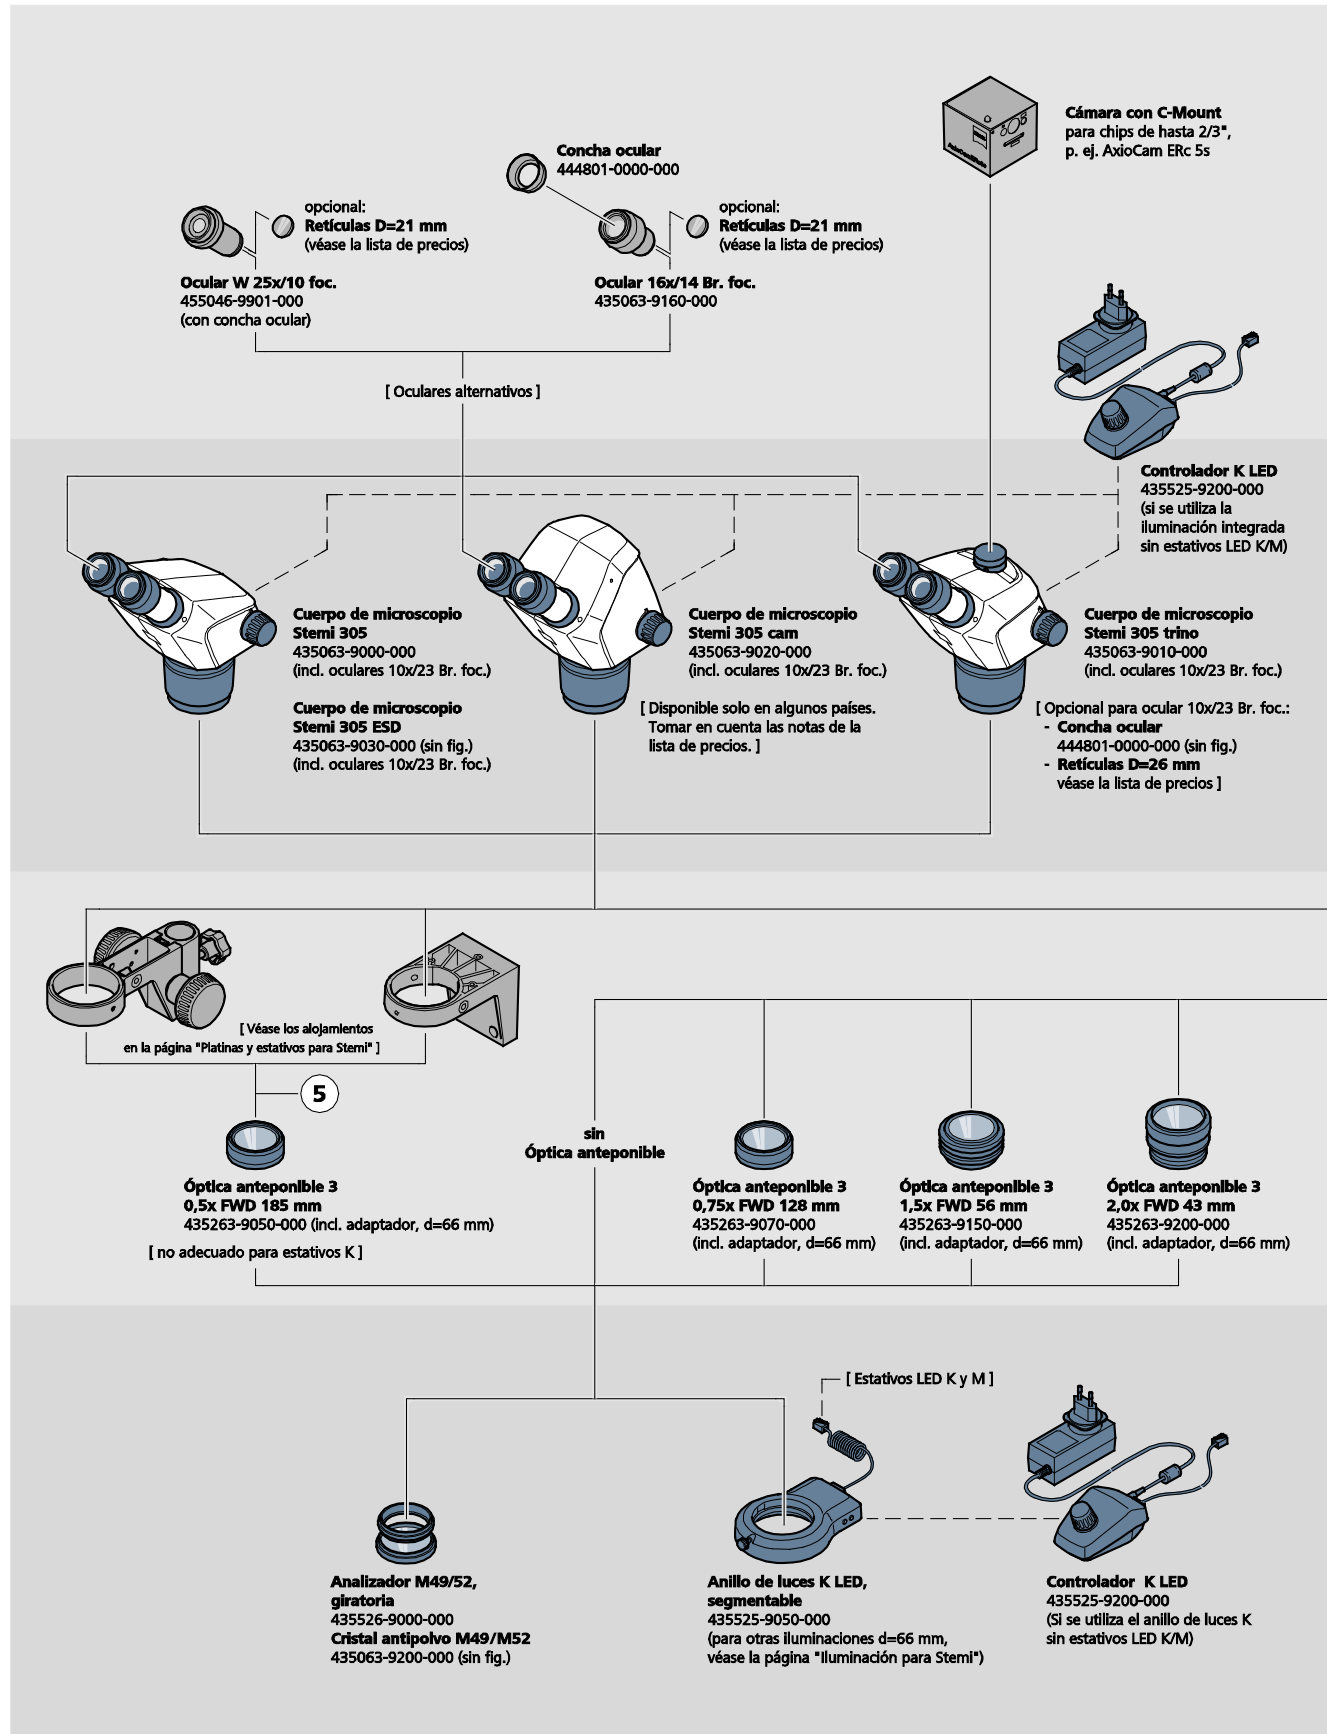 Cámara con C-Mount
para chips de hasta 2/3",
p. ej. AxioCam ERc 5s
Concha ocular
444801-0000-000
opcional:
Retículas D=21 mm
(véase la lista de precios)
opcional:
Retículas D=21 mm
(véase la lista de precios)
Ocular W 25x/10 foc.
455046-9901-000
(con concha ocular)
Ocular 16x/14 Br. foc.
435063-9160-000
[ Oculares alternativos ]
Controlador K LED
435525-9200-000
(si se utiliza la
iluminación integrada
sin estativos LED K/M)
Cuerpo de microscopio
Stemi 305
435063-9000-000
(incl. oculares 10x/23 Br. foc.)
Cuerpo de microscopio
Stemi 305 ESD
435063-9030-000 (sin fig.)
(incl. oculares 10x/23 Br. foc.)
Cuerpo de microscopio
Stemi 305 cam
435063-9020-000
(incl. oculares 10x/23 Br. foc.)
[ Disponible solo en algunos países.
Tomar en cuenta las notas de la
lista de precios. ]
Cuerpo de microscopio
Stemi 305 trino
435063-9010-000
(incl. oculares 10x/23 Br. foc.)
[ Opcional para ocular 10x/23 Br. foc.:
- Concha ocular
444801-0000-000 (sin fig.)
- Retículas D=26 mm
véase la lista de precios ]
[ Véase los alojamientos
en la página "Platinas y estativos para Stemi" ]
5
sin
Óptica anteponible
Óptica anteponible 3
0,5x FWD 185 mm
435263-9050-000 (incl. adaptador, d=66 mm)
[ no adecuado para estativos K ]
Óptica anteponible 3
0,75x FWD 128 mm
435263-9070-000
(incl. adaptador, d=66 mm)
Óptica anteponible 3
1,5x FWD 56 mm
435263-9150-000
(incl. adaptador, d=66 mm)
Óptica anteponible 3
2,0x FWD 43 mm
435263-9200-000
(incl. adaptador, d=66 mm)
[ Estativos LED K y M ]
Analizador M49/52,
giratoria
435526-9000-000
Cristal antipolvo M49/M52
435063-9200-000 (sin fig.)
Anillo de luces K LED,
segmentable
435525-9050-000
(para otras iluminaciones d=66 mm,
véase la página "Iluminación para Stemi")
Controlador K LED
435525-9200-000
(Si se utiliza el anillo de luces K
sin estativos LED K/M)